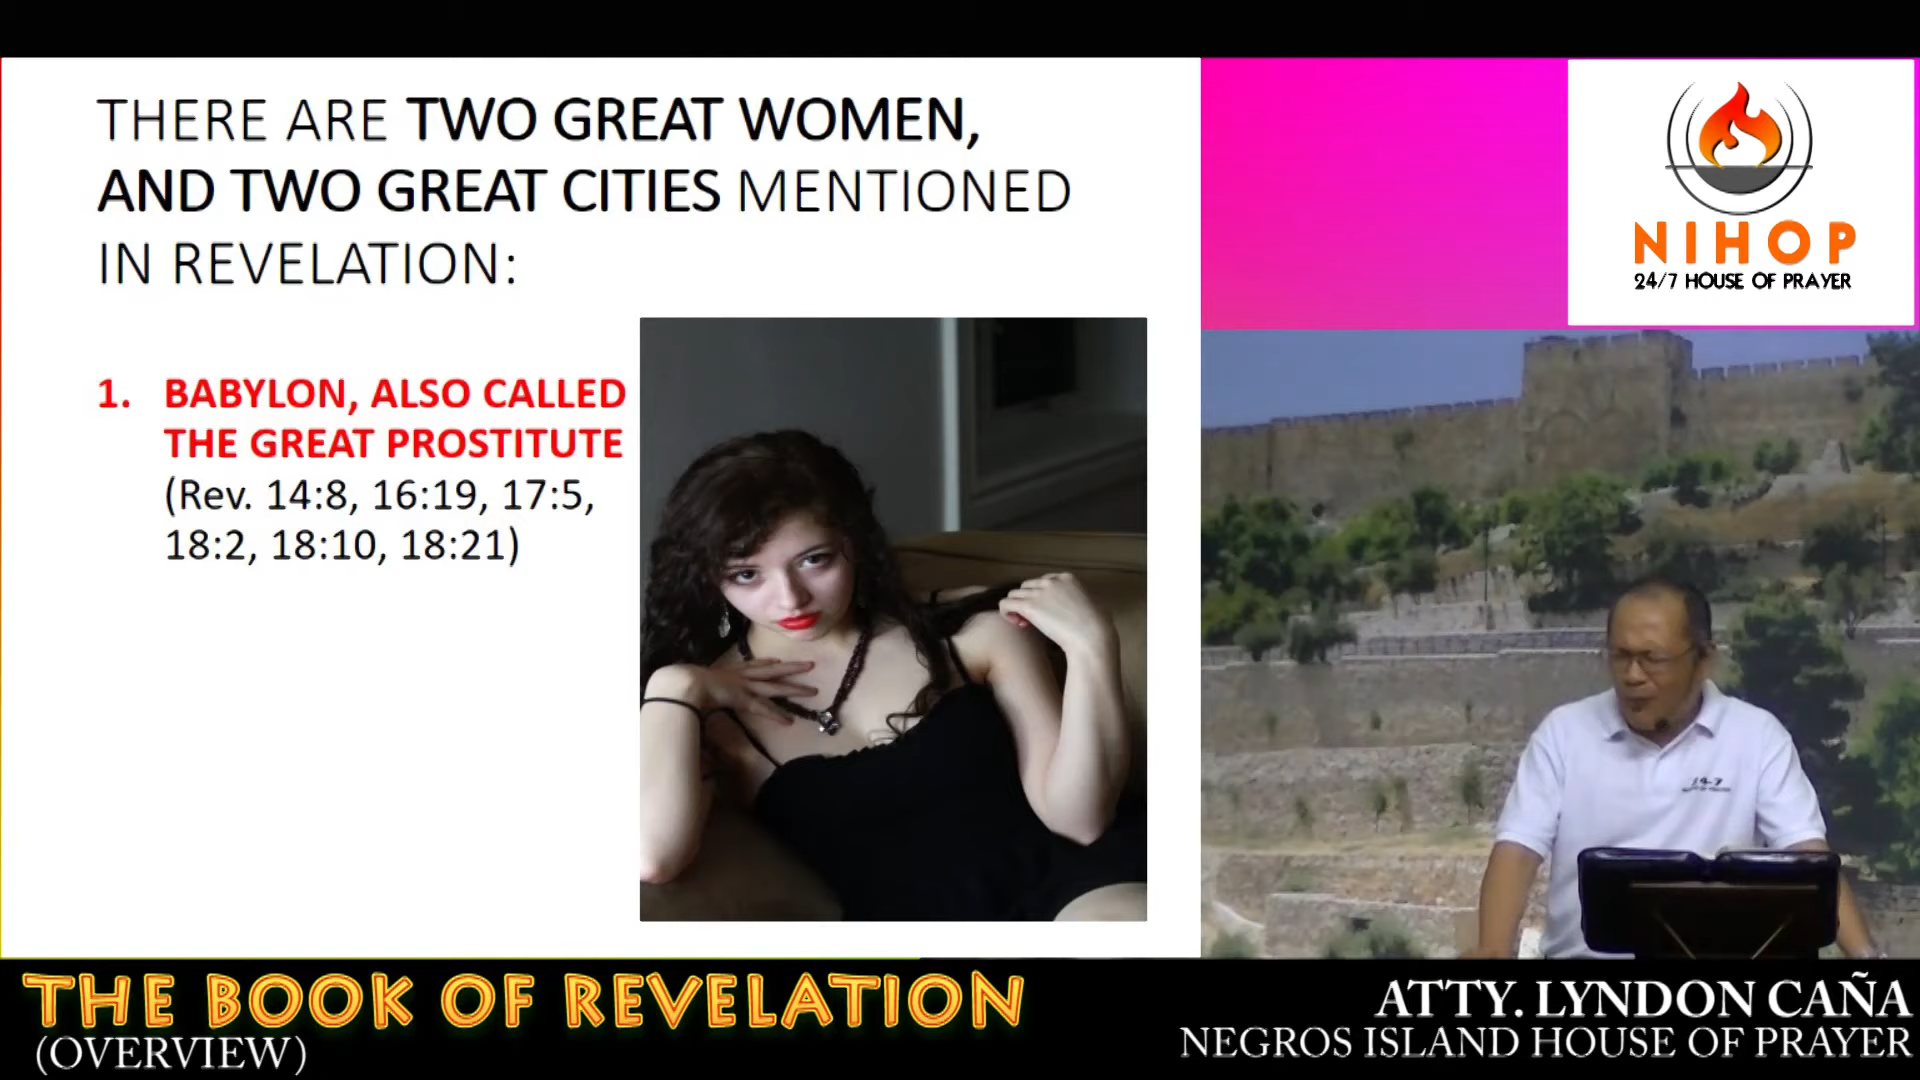 THERE ARE TWO GREAT WOMEN,
AND TWO GREAT CITIES MENTIONED
IN REVELATION:
1. BABYLON, ALSO CALLED
THE GREAT PROSTITUTE
(Rev. 14:8, 16:19, 17:5,
18:2, 18:10, 18:21)
NIHOP
24/7 HOUSE OF PRAYER
THE BOOK OF REVELATION
(OVERVIEW)
ATTY. LYNDON CAÑA
NEGROS ISLAND HOUSE OF PRAYER